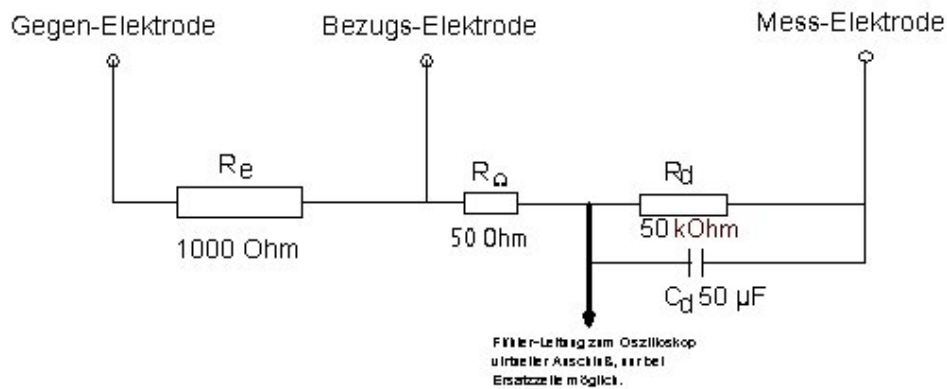 Gegen-Elektrode
Bezugs-Elektrode
Mess-Elektrode
Re
RΩ
Rd
1000 Ohm
50 Ohm
50 kOhm
Cd 50 µF
Fühler-Leitung zum Oszilloskop
virtueller Anschluß, nur bei
Ersatzzelle möglich.